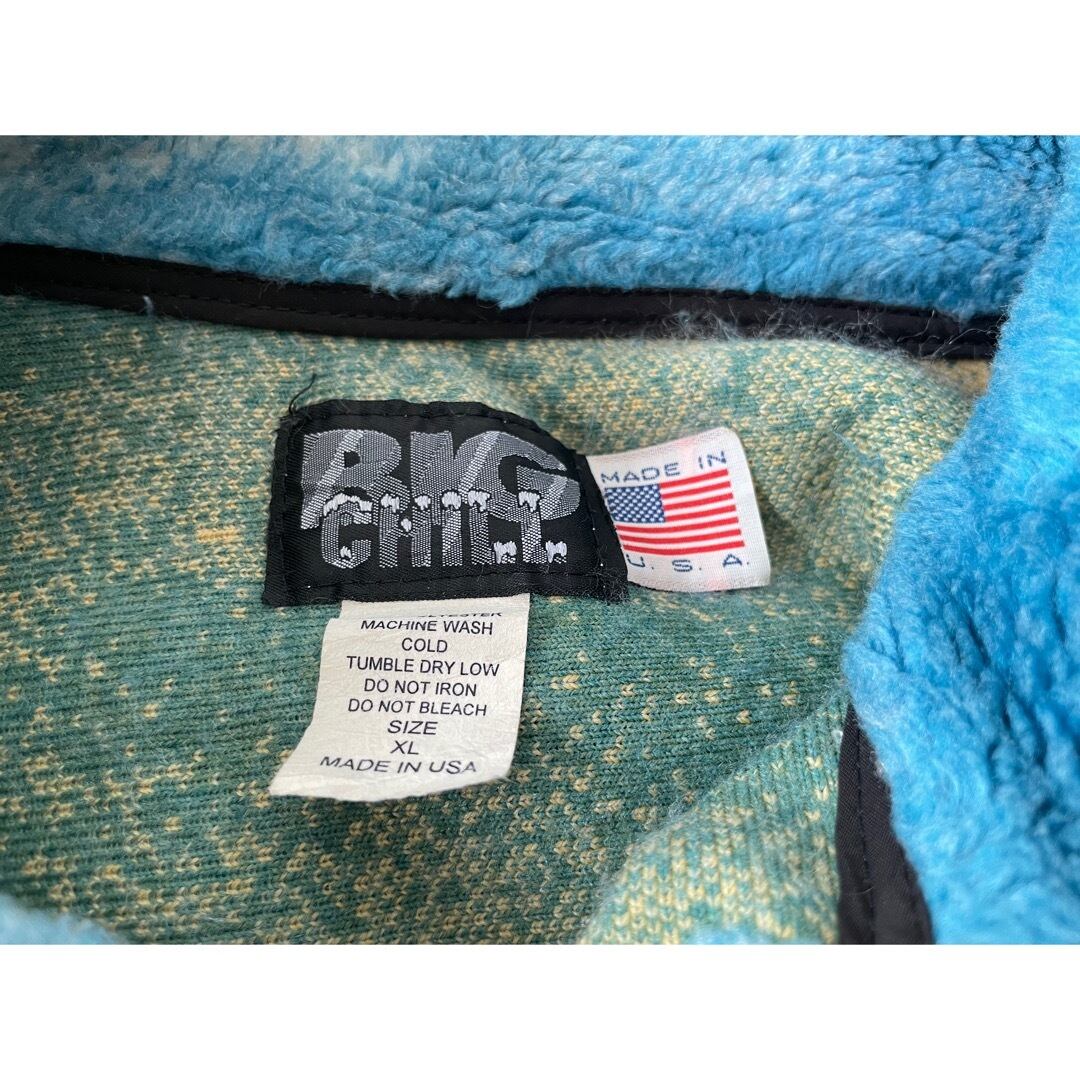 BIG
CHILL
MADE IN
U. S. A.
MACHINE WASH
COLD
TUMBLE DRY LOW
DO NOT IRON
DO NOT BLEACH
SIZE
XL
MADE IN USA